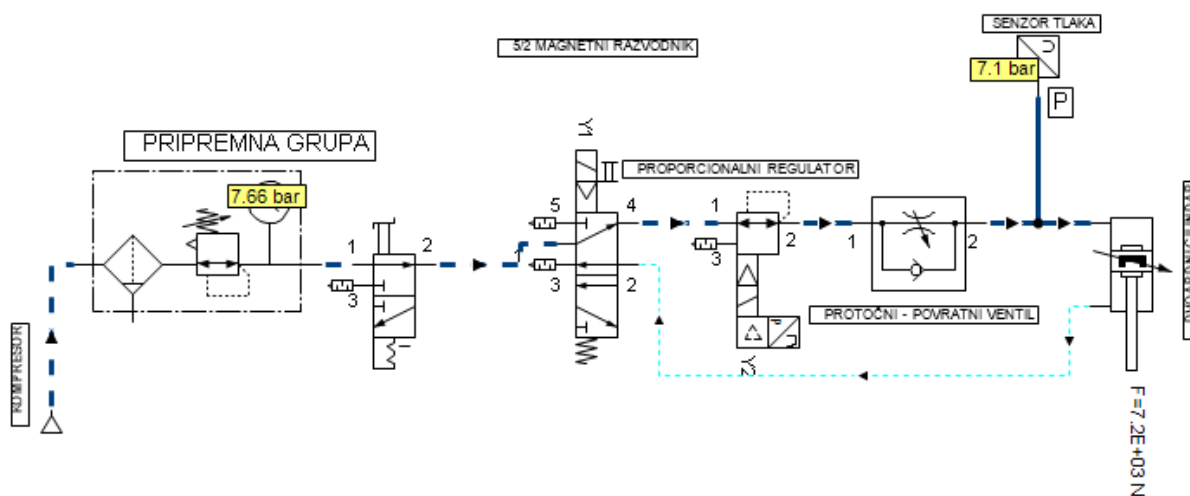 SENZOR TLAKA
7.1 bar
U
P
5/2 MAGNETNI RAZVODNIK
PRIPREMNA GRUPA
7.66 bar
Y1
PROPORCIONALNI REGULATOR
1
2
3
5
4
3
2
1
2
3
P
U
Y2
1
2
PROTOČNI - POVRATNI VENTIL
KOMPRESOR
F=7.2E+03 N